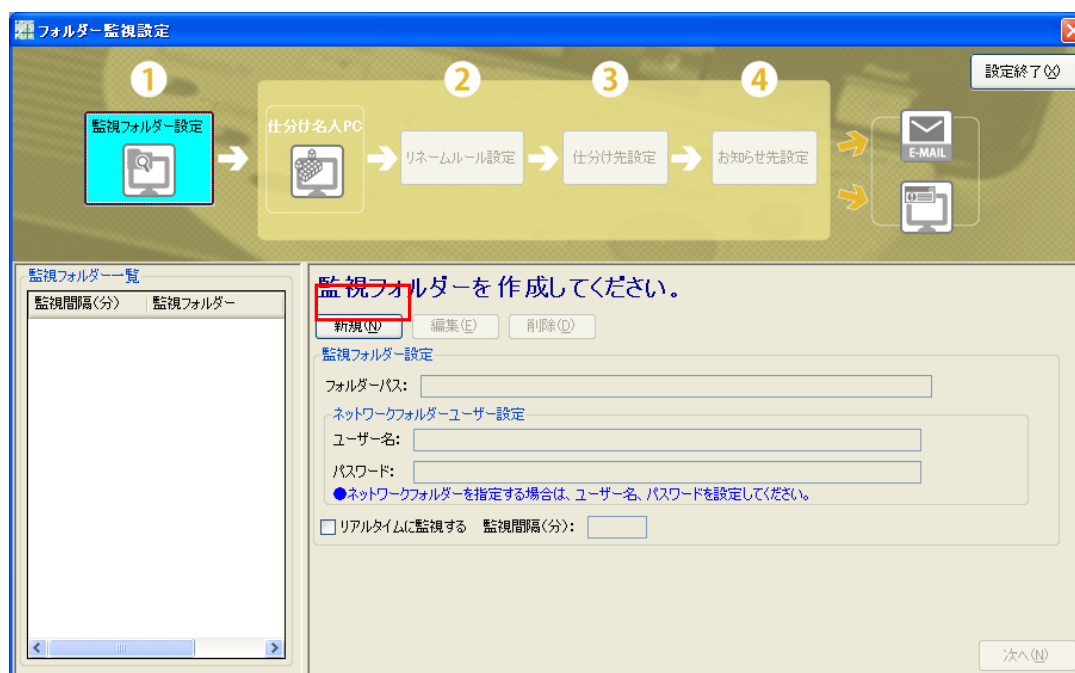 フォルダー監視設定
設定終了(X)
1
2
3
4
監視フォルダー設定
仕分け名人PC
リネームルール設定
仕分け先設定
お知らせ先設定
E-MAIL
監視フォルダー一覧
監視間隔(分) 監視フォルダー
監視フォルダーを作成してください。
新規(N) 編集(E) 削除(D)
監視フォルダー設定
フォルダーパス:
ネットワークフォルダーユーザー設定
ユーザー名:
パスワード:
●ネットワークフォルダーを指定する場合は、ユーザー名、パスワードを設定してください。
リアルタイムに監視する 監視間隔(分):
次へ(N)